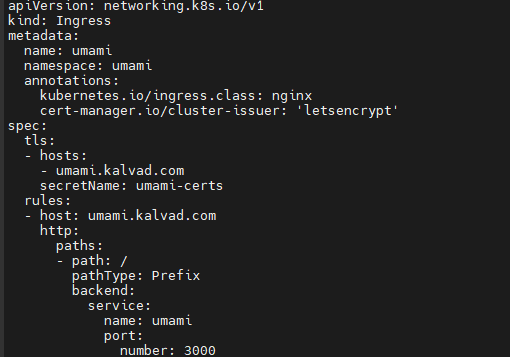 apiVersion: networking.k8s.io/v1
kind: Ingress
metadata:
  name: umami
  namespace: umami
  annotations:
    kubernetes.io/ingress.class: nginx
    cert-manager.io/cluster-issuer: 'letsencrypt'
spec:
  tls:
  - hosts:
    - umami.kalvad.com
    secretName: umami-certs
  rules:
  - host: umami.kalvad.com
    http:
      paths:
      - path: /
        pathType: Prefix
        backend:
          service:
            name: umami
            port:
              number: 3000